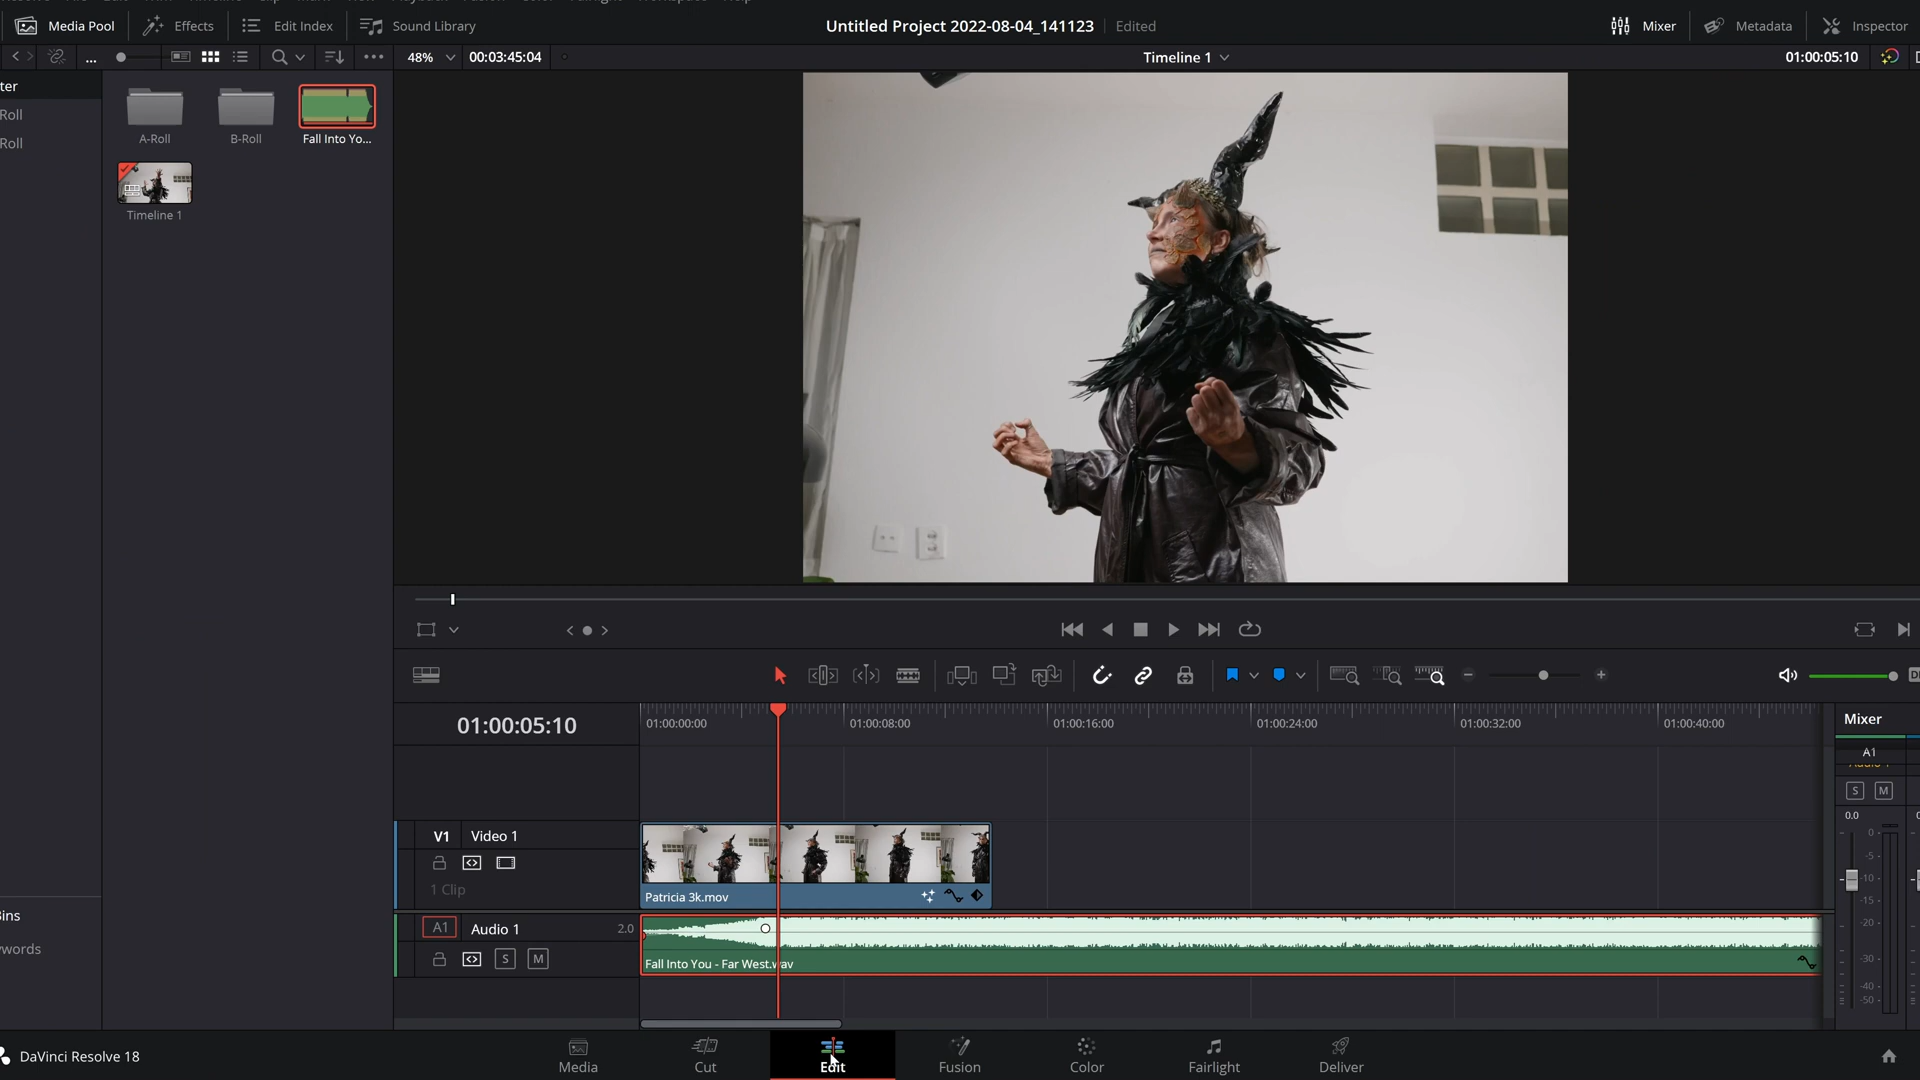 Media Pool
Effects
Edit Index
Sound Library
Untitled Project 2022-08-04_141123
Edited
Mixer
Metadata
Inspector
...
48%
00:03:45:04
Timeline 1
01:00:05:10
ter
Roll
Roll
A-Roll
B-Roll
Fall Into Yo...
Timeline 1
01:00:05:10
01:00:00:00
01:00:08:00
01:00:16:00
01:00:24:00
01:00:32:00
01:00:40:00
Mixer
A1
S
M
0.0
0
-5
-10
-15
-20
-30
-40
-50
V1
Video 1
1 Clip
Patricia 3k.mov
A1
Audio 1
2.0
S
M
Fall Into You - Far West.wav
ins
words
DaVinci Resolve 18
Media
Cut
Edit
Fusion
Color
Fairlight
Deliver